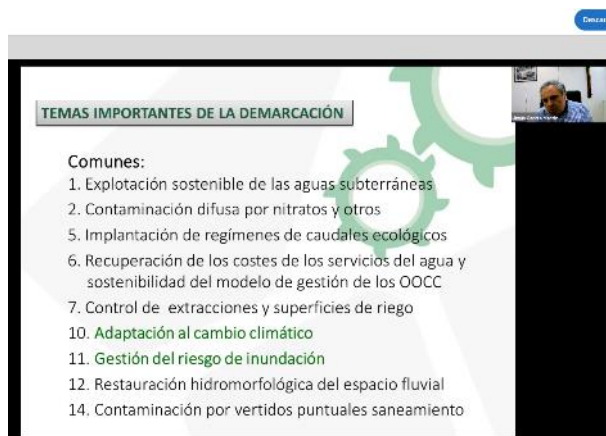 Descar
TEMAS IMPORTANTES DE LA DEMARCACIÓN
Comunes:
1. Explotación sostenible de las aguas subterráneas
2. Contaminación difusa por nitratos y otros
5. Implantación de regímenes de caudales ecológicos
6. Recuperación de los costes de los servicios del agua y
sostenibilidad del modelo de gestión de los OOCC
7. Control de extracciones y superficies de riego
10. Adaptación al cambio climático
11. Gestión del riesgo de inundación
12. Restauración hidromorfológica del espacio fluvial
14. Contaminación por vertidos puntuales saneamiento